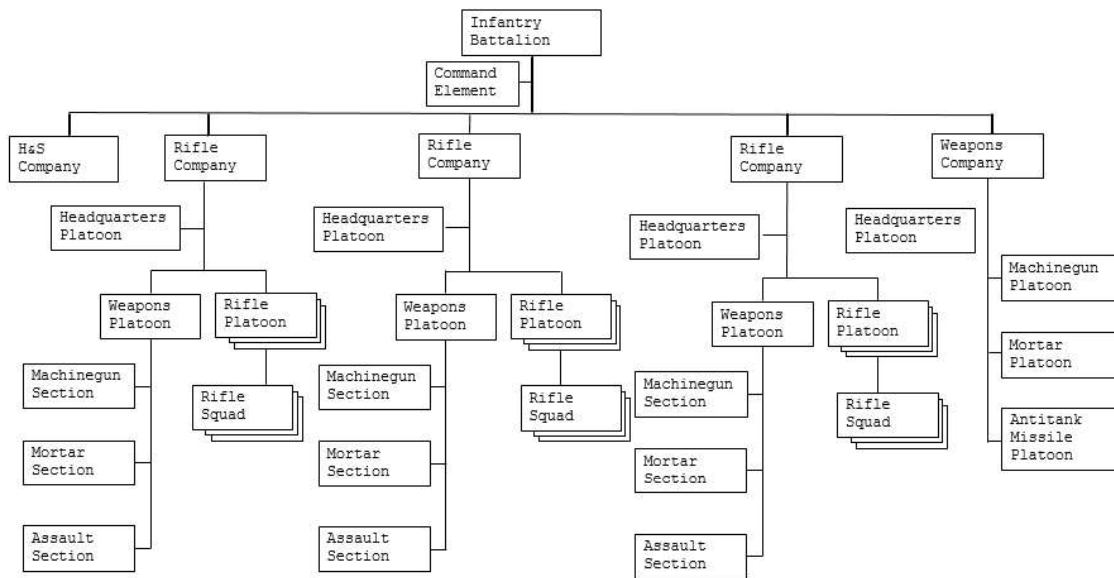 Infantry
Battalion
Command
Element
H&S
Company
Rifle
Company
Rifle
Company
Rifle
Company
Weapons
Company
Headquarters
Platoon
Headquarters
Platoon
Headquarters
Platoon
Headquarters
Platoon
Weapons
Platoon
Rifle
Platoon
Weapons
Platoon
Rifle
Platoon
Weapons
Platoon
Rifle
Platoon
Machinegun
Platoon
Machinegun
Section
Rifle
Squad
Machinegun
Section
Rifle
Squad
Machinegun
Section
Rifle
Squad
Mortar
Platoon
Mortar
Section
Mortar
Section
Mortar
Section
Antitank
Missile
Platoon
Assault
Section
Assault
Section
Assault
Section